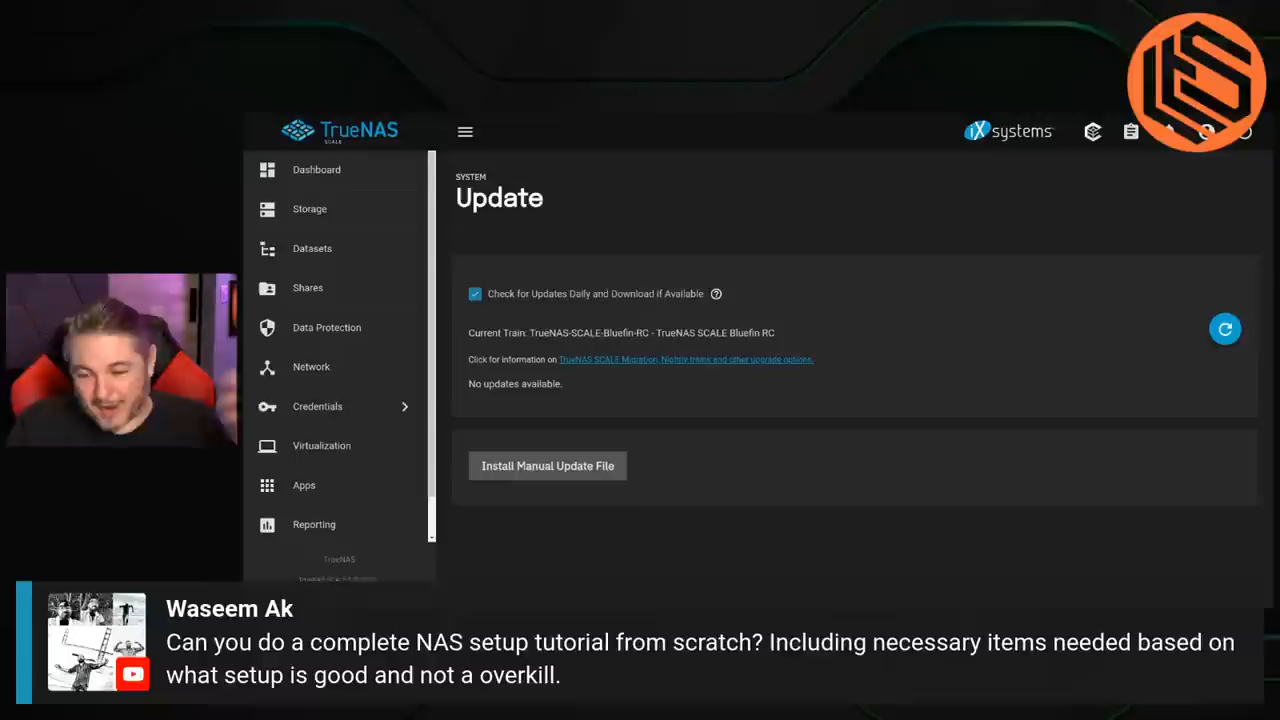 TrueNAS
SCALE
iXsystems
Dashboard
Storage
Datasets
Shares
Data Protection
Network
Credentials
Virtualization
Apps
Reporting
TrueNAS
SYSTEM
Update
Check for Updates Daily and Download if Available
Current Train: TrueNAS-SCALE-Bluefin-RC - TrueNAS SCALE Bluefin RC
Click for information on TrueNAS SCALE Migration, Nightly trains and other upgrade options.
No updates available.
Install Manual Update File
Waseem Ak
Can you do a complete NAS setup tutorial from scratch? Including necessary items needed based on
what setup is good and not a overkill.